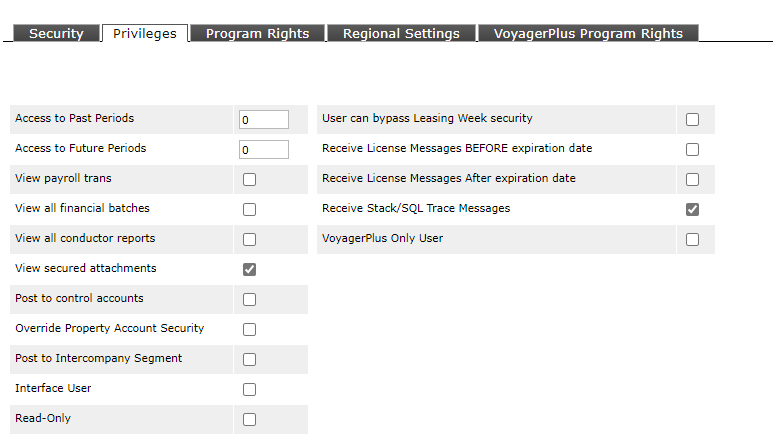 Security Privileges Program Rights Regional Settings VoyagerPlus Program Rights
Access to Past Periods 0 User can bypass Leasing Week security
Access to Future Periods 0 Receive License Messages BEFORE expiration date
View payroll trans Receive License Messages After expiration date
View all financial batches Receive Stack/SQL Trace Messages
View all conductor reports VoyagerPlus Only User
View secured attachments
Post to control accounts
Override Property Account Security
Post to Intercompany Segment
Interface User
Read-Only